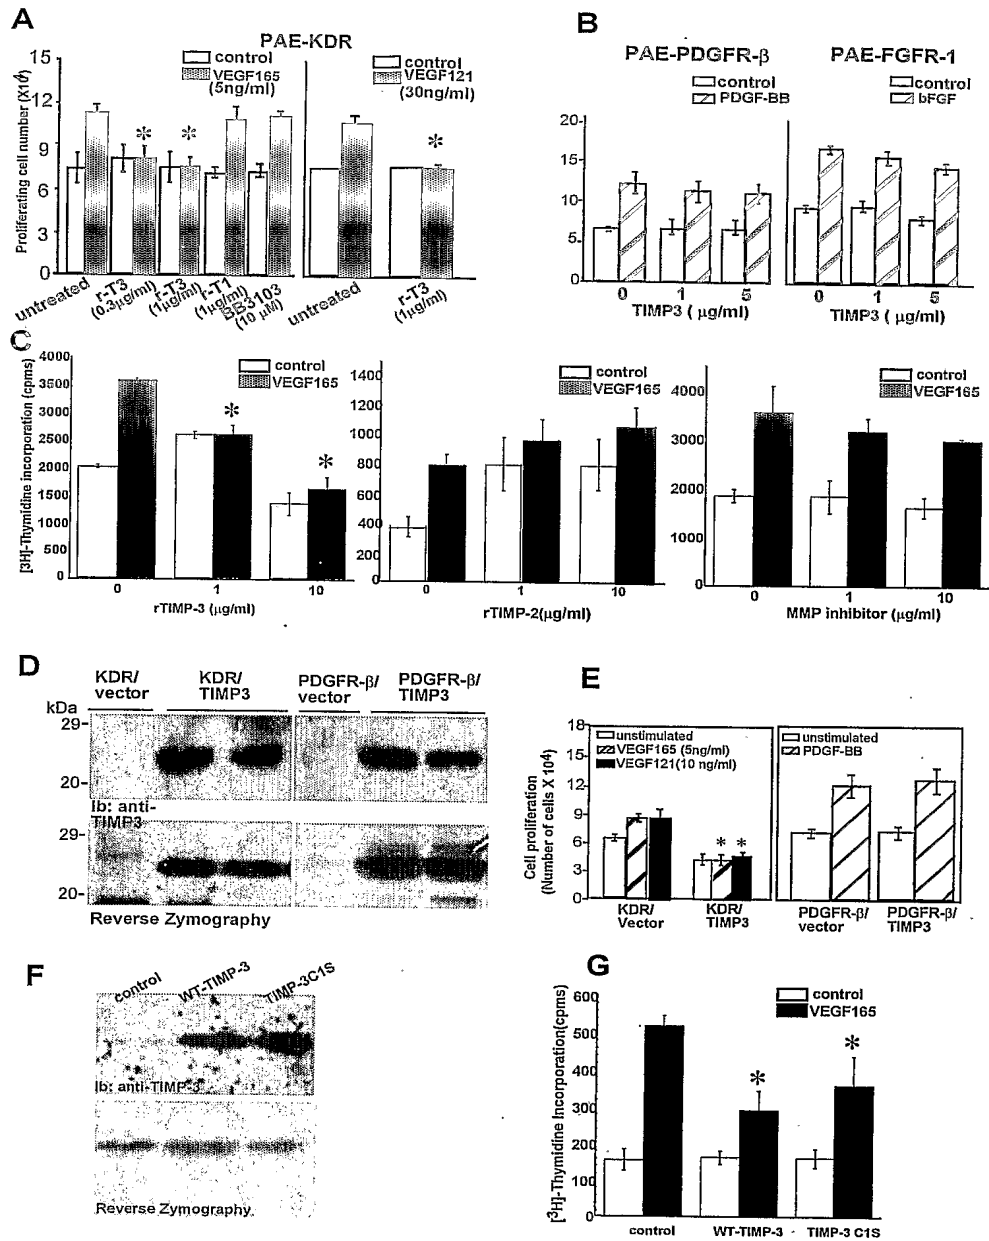 A
PAE-KDR
control
VEGF165
(5ng/ml)
control
VEGF121
(30ng/ml)
Proliferating cell number (X10⁴)
15
12
9
6
3
0
*
*
*
untreated
r-T3
(0.3µg/ml)
r-T3
(1µg/ml)
r-T1
(1µg/ml)
BB3103
(10 µM)
untreated
r-T3
(1µg/ml)
B
PAE-PDGFR-β
PAE-FGFR-1
control
PDGF-BB
control
bFGF
20
15
10
5
0
0
1
5
0
1
5
TIMP3 ( µg/ml)
TIMP3 ( µg/ml)
C
[3H]-Thymidine incorporation (cpms)
4000
3500
3000
2500
2000
1500
1000
500
0
control
VEGF165
*
*
0
1
10
rTIMP-3 (µg/ml)
1400
1200
1000
800
600
400
200
0
control
VEGF165
0
1
10
rTIMP-2(µg/ml)
4000
3000
2000
1000
0
control
VEGF165
0
1
10
MMP inhibitor (µg/ml)
D
KDR/
vector
KDR/
TIMP3
PDGFR-β/
vector
PDGFR-β/
TIMP3
kDa
29-
20-
Ib: anti-
TIMP3
29-
20-
Reverse Zymography
E
Cell proliferation
(Number of cells X 10⁴)
18
15
12
9
6
3
0
unstimulated
VEGF165 (5ng/ml)
VEGF121(10 ng/ml)
unstimulated
PDGF-BB
*
*
KDR/
Vector
KDR/
TIMP3
PDGFR-β/
vector
PDGFR-β/
TIMP3
F
control
WT-TIMP-3
TIMP-3C1S
Ib: anti-TIMP-3
Reverse Zymography
G
[³H]-Thymidine Incorporation(cpms)
600
500
400
300
200
100
0
control
VEGF165
*
*
control
WT-TIMP-3
TIMP-3 C1S